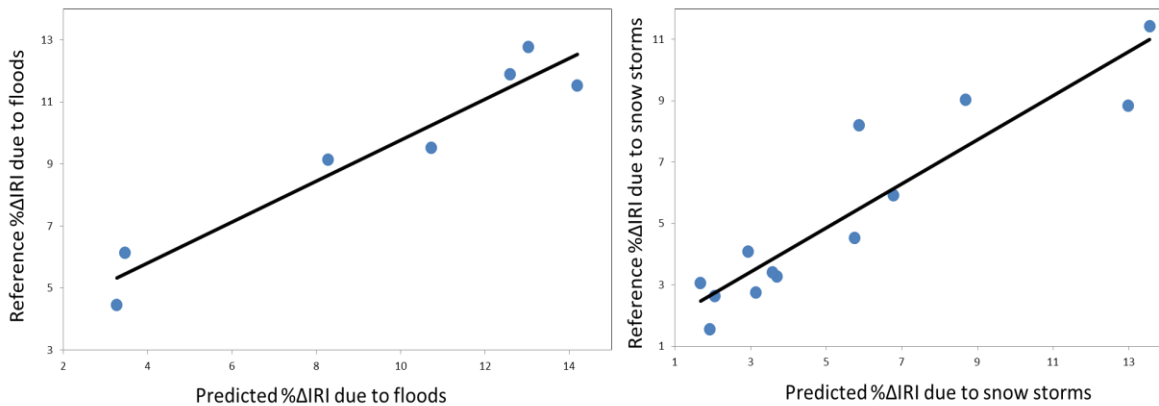 Reference %ΔIRI due to floods
13
11
9
7
5
3
2 4 6 8 10 12 14
Predicted %ΔIRI due to floods
Reference %ΔIRI due to snow storms
11
9
7
5
3
1
1 3 5 7 9 11 13
Predicted %ΔIRI due to snow storms